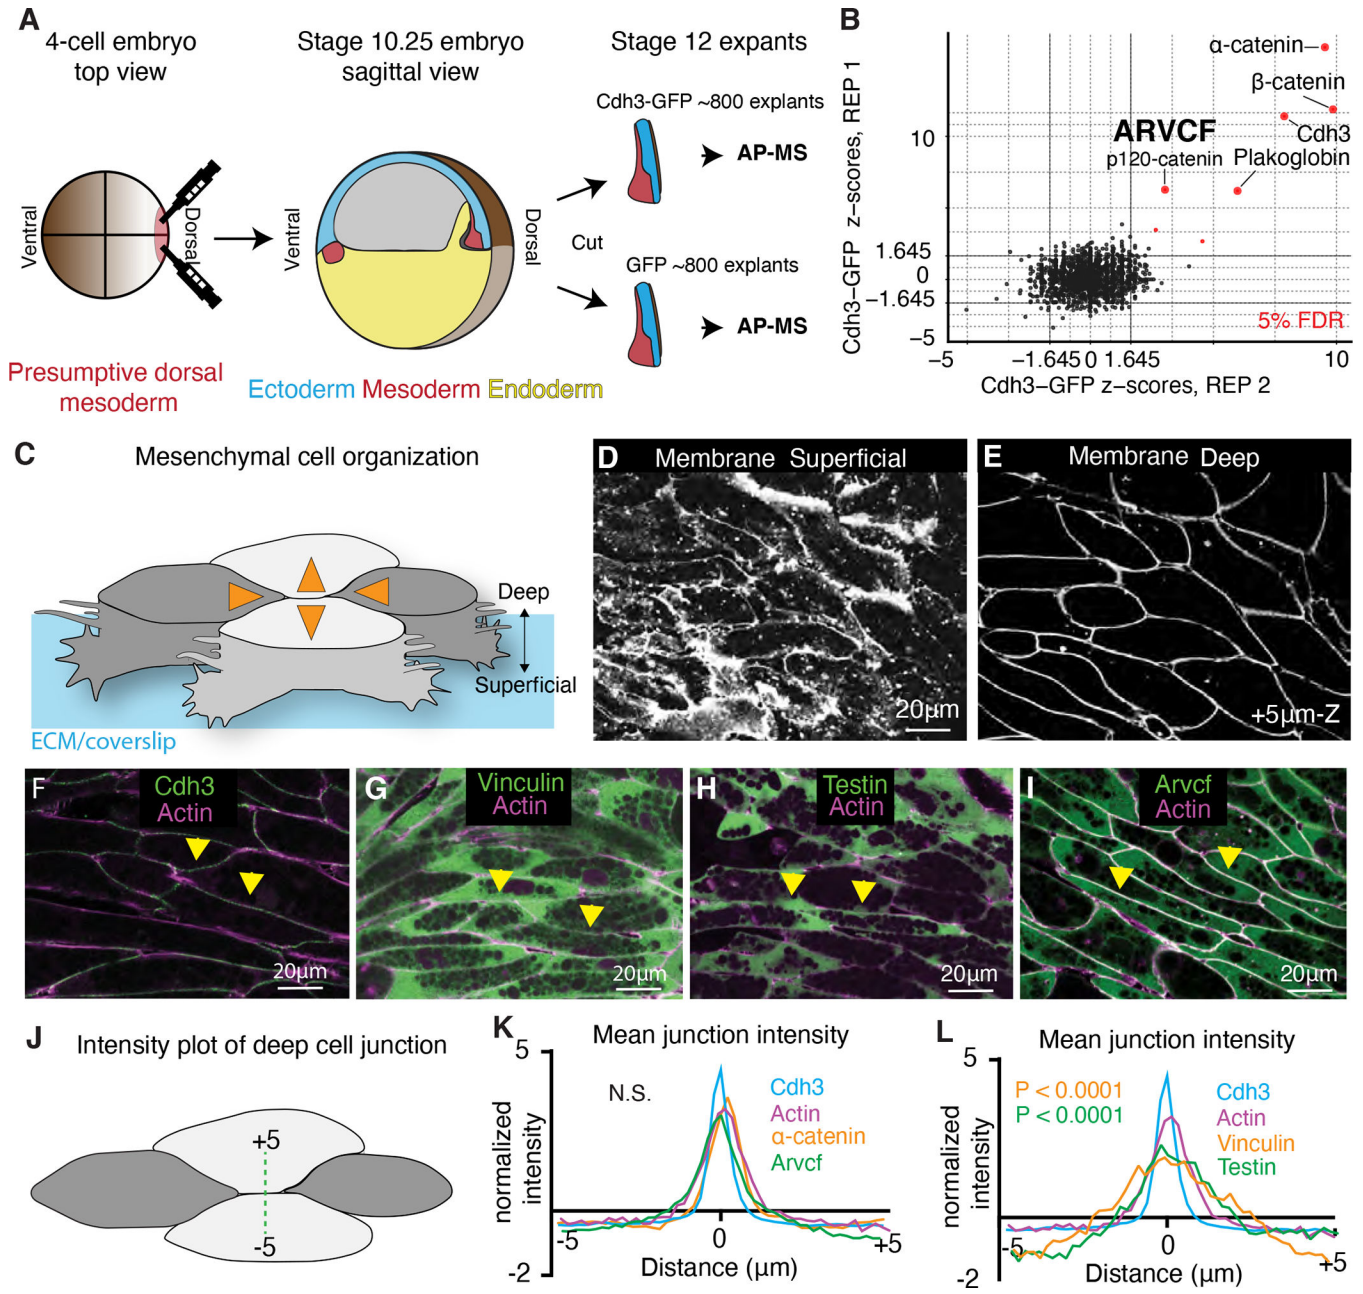 A
4-cell embryo
top view
Stage 10.25 embryo
sagittal view
Stage 12 expants
Ventral
Dorsal
Ventral
Dorsal
Cdh3-GFP ~800 explants
AP-MS
Cut
GFP ~800 explants
AP-MS
Presumptive dorsal
mesoderm
Ectoderm Mesoderm Endoderm
B
Cdh3–GFP z–scores, REP 1
10
1.645
0
−1.645
−5
α-catenin
β-catenin
ARVCF
p120-catenin
Cdh3
Plakoglobin
5% FDR
−5
−1.645 0 1.645
10
Cdh3–GFP z–scores, REP 2
C
Mesenchymal cell organization
Deep
Superficial
ECM/coverslip
D
Membrane Superficial
20µm
E
Membrane Deep
+5µm-Z
F
Cdh3
Actin
20µm
G
Vinculin
Actin
20µm
H
Testin
Actin
20µm
I
Arvcf
Actin
20µm
J
Intensity plot of deep cell junction
+5
-5
K
Mean junction intensity
5
N.S.
Cdh3
Actin
α-catenin
Arvcf
normalized
intensity
-5
0
+5
-2
Distance (µm)
L
Mean junction intensity
5
P < 0.0001
P < 0.0001
Cdh3
Actin
Vinculin
Testin
normalized
intensity
-5
0
+5
-2
Distance (µm)